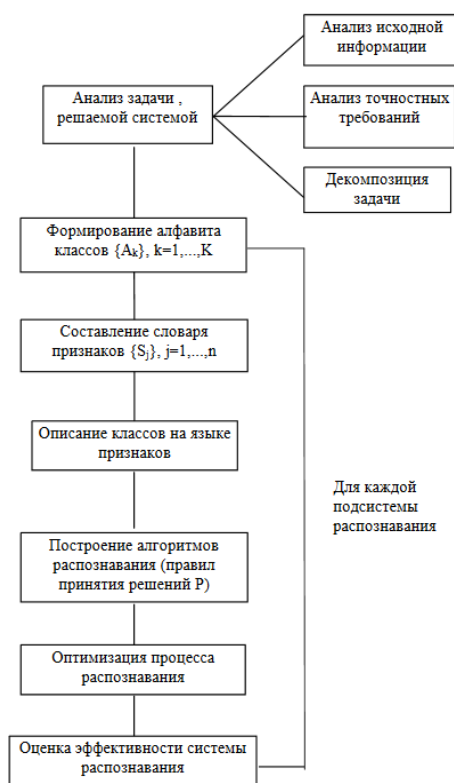 Анализ исходной
информации
Анализ задачи ,
решаемой системой
Анализ точностных
требований
Декомпозиция
задачи
Формирование алфавита
классов {Aₖ}, k=1,...,K
Составление словаря
признаков {Sⱼ}, j=1,...,n
Описание классов на языке
признаков
Для каждой
подсистемы
распознавания
Построение алгоритмов
распознавания (правил
принятия решений P)
Оптимизация процесса
распознавания
Оценка эффективности системы
распознавания